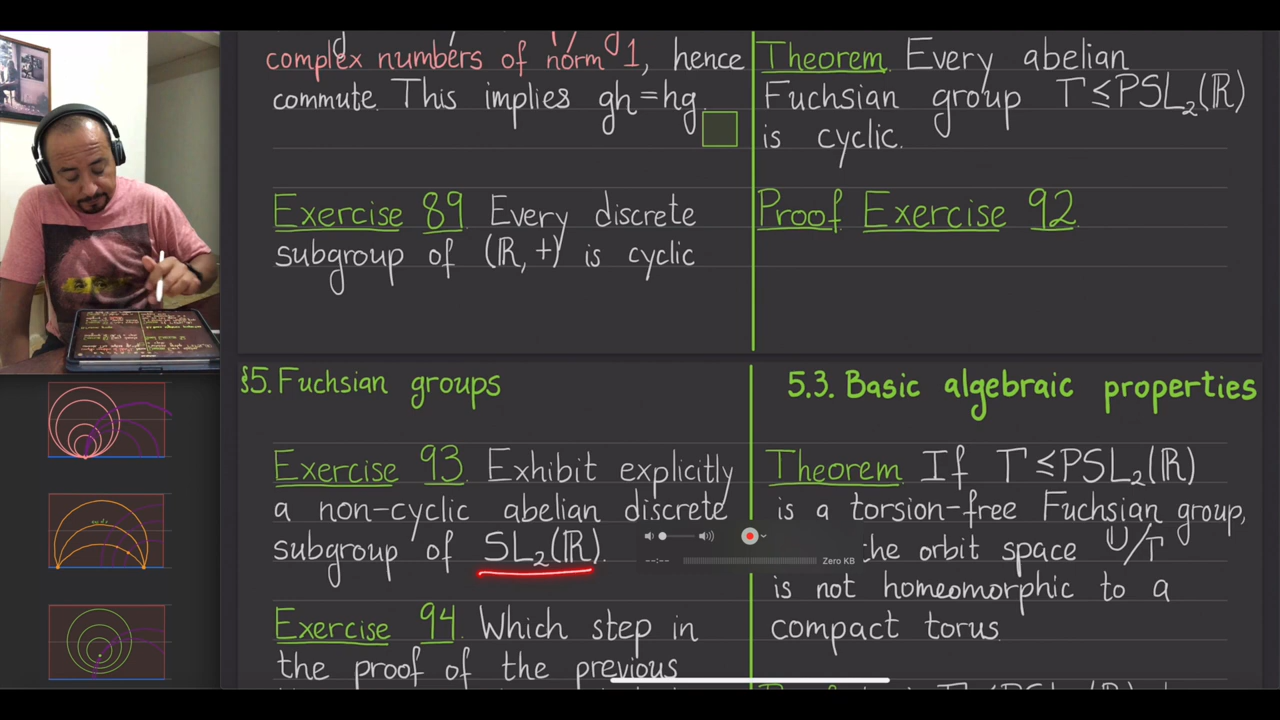 complex numbers of norm 1, hence
commute. This implies gh = hg.
Exercise 89 Every discrete
subgroup of (ℝ, +) is cyclic
Theorem. Every abelian
Fuchsian group Γ ≤ PSL₂(ℝ)
is cyclic.
Proof Exercise 92
§5. Fuchsian groups
5.3. Basic algebraic properties
Exercise 93 Exhibit explicitly
a non-cyclic abelian discrete
subgroup of SL₂(ℝ).
Exercise 94. Which step in
the proof of the previous
Theorem. If Γ ≤ PSL₂(ℝ)
is a torsion-free Fuchsian group,
the orbit space U/Γ
is not homeomorphic to a
compact torus
--:--
Zero KB